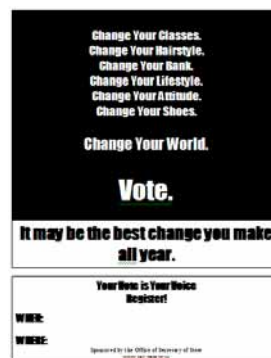 Change Your Glasses.
Change Your Hairstyle.
Change Your Bank.
Change Your Lifestyle.
Change Your Attitude.
Change Your Shoes.
Change Your World.
Vote.
It may be the best change you make
all year.
Your Vote is Your Voice
Register!
WHEN:
WHERE:
Sponsored by the Office of Secretary of State